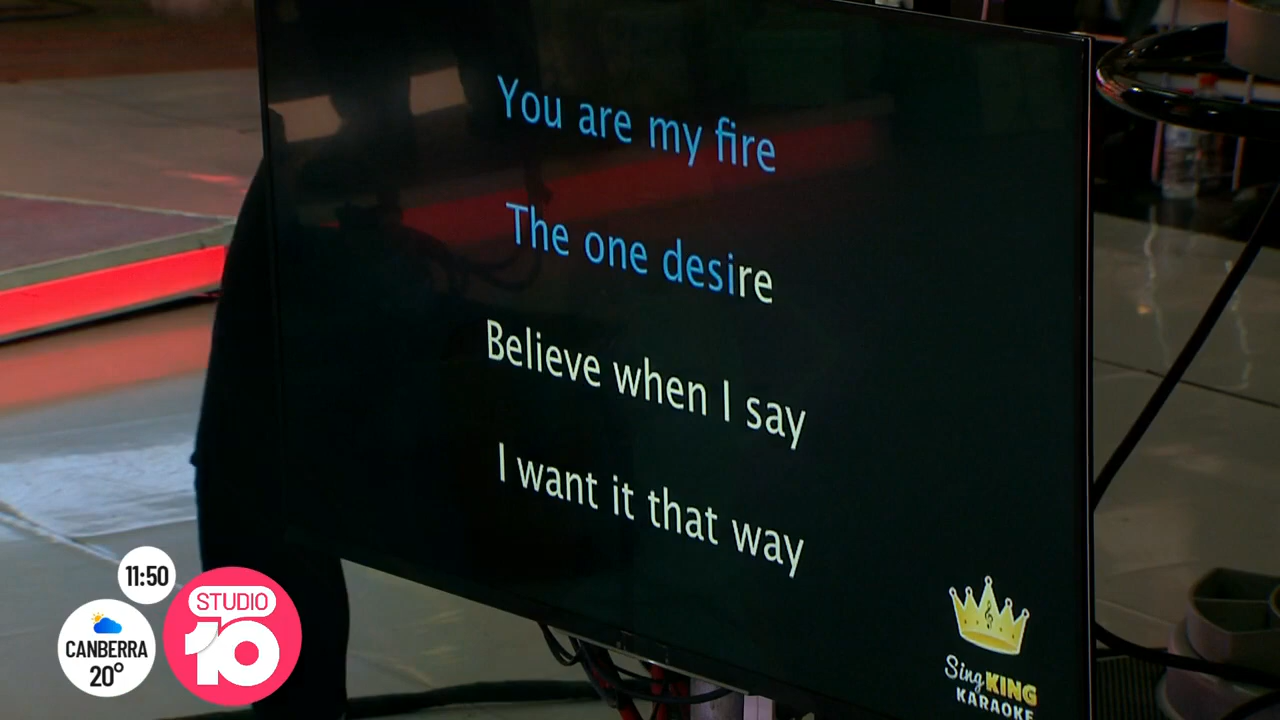 You are my fire
The one desire
Believe when I say
I want it that way
Sing KING
KARAOKE
11:50
CANBERRA
20°
STUDIO
10